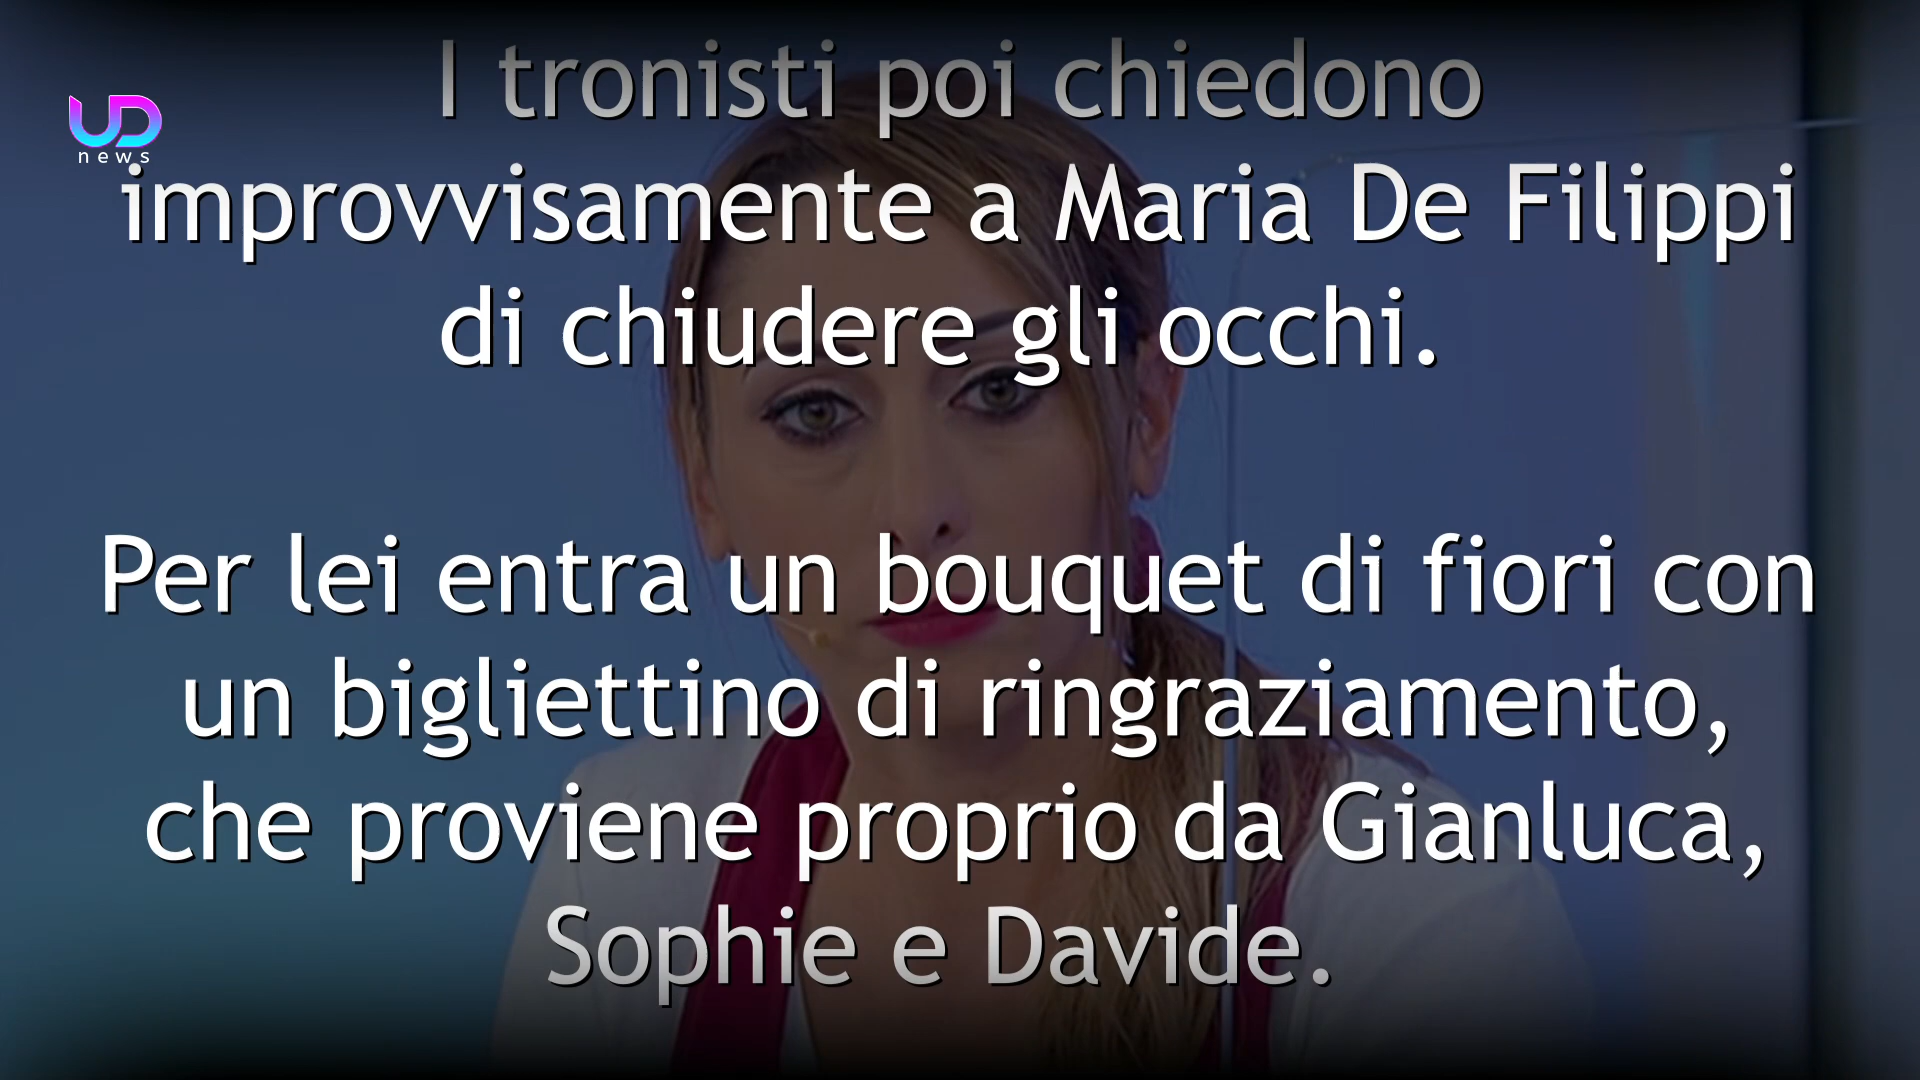 I tronisti poi chiedono
UD
news
improvvisamente a Maria De Filippi
di chiudere gli occhi.
Per lei entra un bouquet di fiori con
un bigliettino di ringraziamento,
che proviene proprio da Gianluca,
Sophie e Davide.